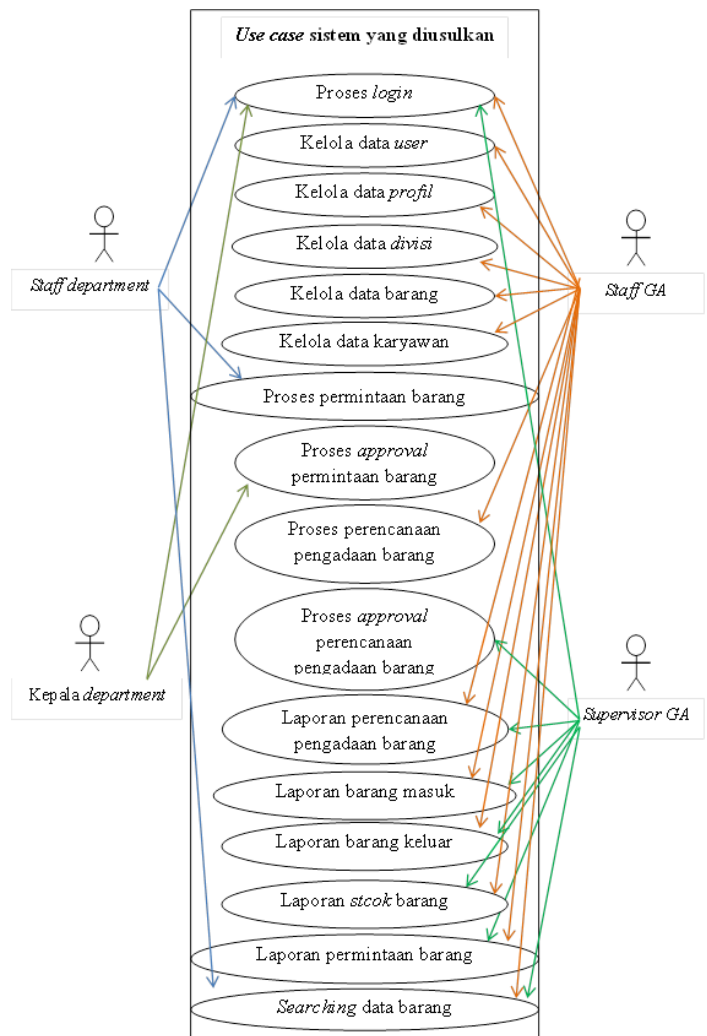 Use case sistem yang diusulkan
Proses login
Kelola data user
Kelola data profil
Kelola data divisi
Staff department
Staff GA
Kelola data barang
Kelola data karyawan
Proses permintaan barang
Proses approval
permintaan barang
Proses perencanaan
pengadaan barang
Proses approval
perencanaan
pengadaan barang
Kepala department
Supervisor GA
Laporan perencanaan
pengadaan barang
Laporan barang masuk
Laporan barang keluar
Laporan stcok barang
Laporan permintaan barang
Searching data barang